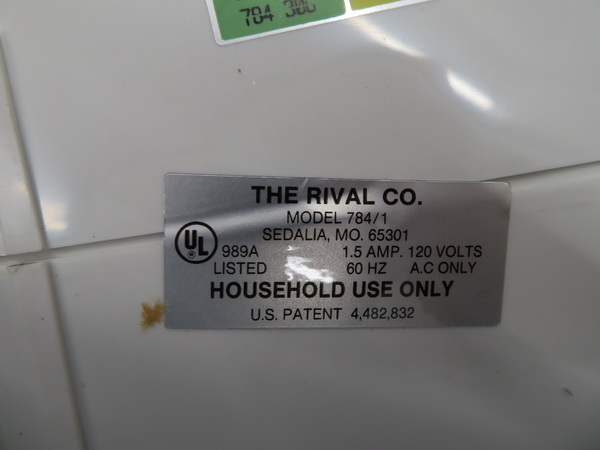 784 300
THE RIVAL CO.
MODEL 784/1
SEDALIA, MO. 65301
UL ®
989A 1.5 AMP. 120 VOLTS
LISTED 60 HZ A.C ONLY
HOUSEHOLD USE ONLY
U.S. PATENT 4,482,832